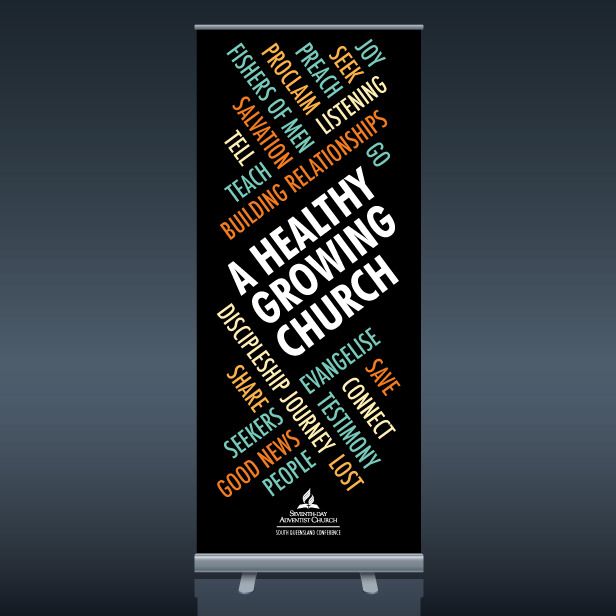 JOY
SEEK
PREACH
PROCLAIM
FISHERS OF MEN
LISTENING
SALVATION
TELL
TEACH
BUILDING RELATIONSHIPS
GO
A HEALTHY
GROWING
CHURCH
DISCIPLESHIP JOURNEY
EVANGELISE
SAVE
SHARE
CONNECT
TESTIMONY
SEEKERS
GOOD NEWS
PEOPLE
LOST
SEVENTH-DAY
ADVENTIST CHURCH
SOUTH QUEENSLAND CONFERENCE